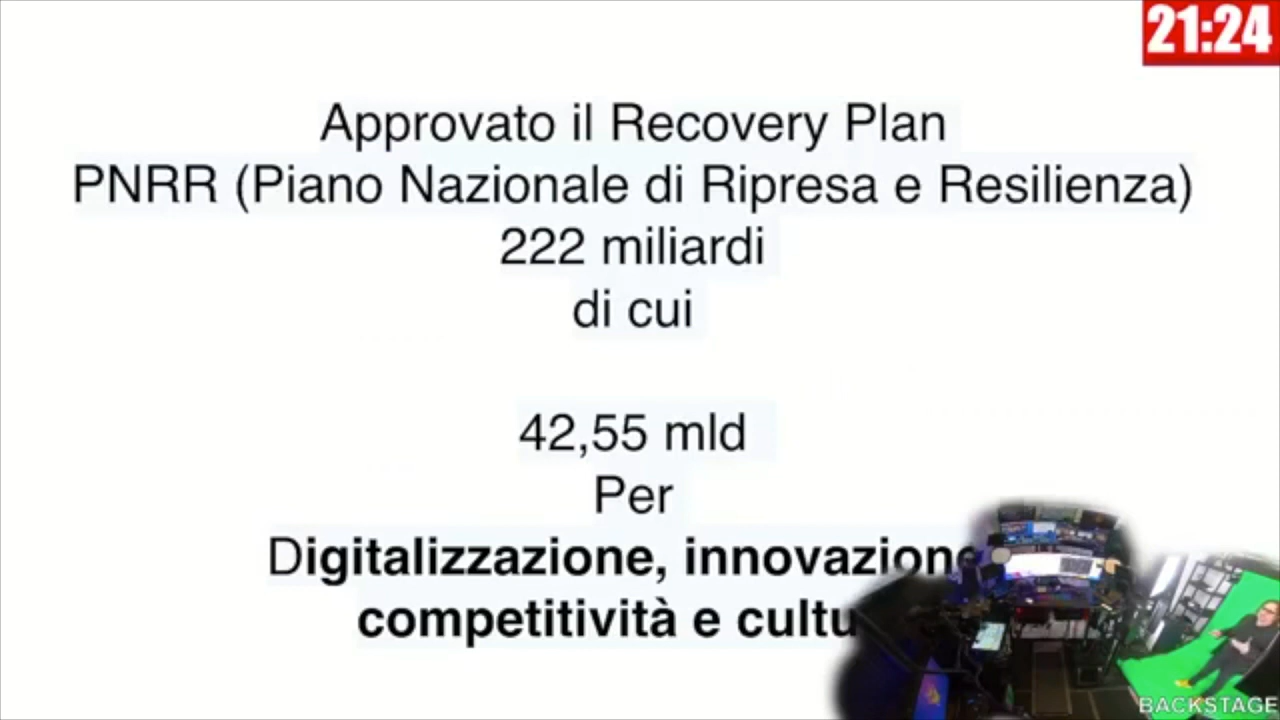 21:24
Approvato il Recovery Plan
PNRR (Piano Nazionale di Ripresa e Resilienza)
222 miliardi
di cui
42,55 mld
Per
Digitalizzazione, innovazione
competitività e cultu
BACKSTAGE